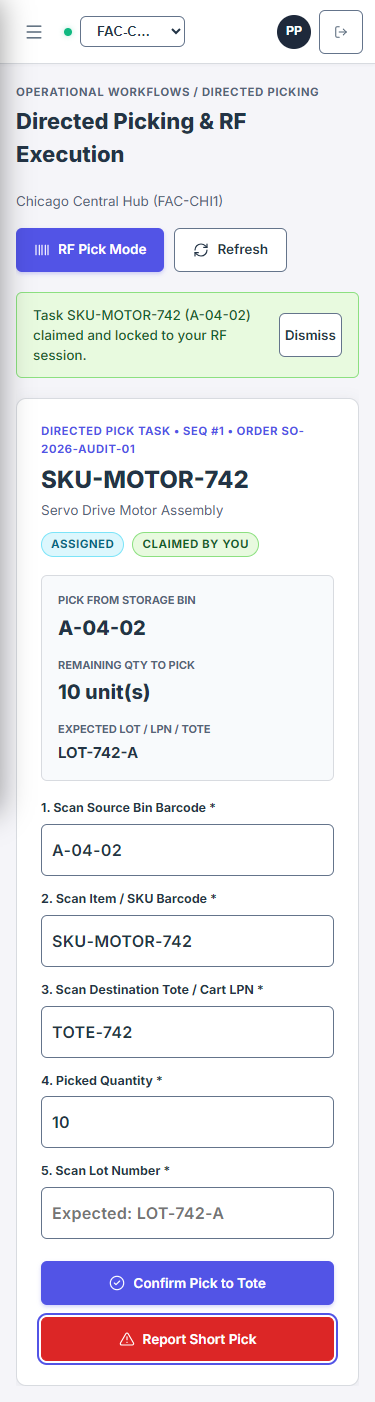 FAC-C...
PP
OPERATIONAL WORKFLOWS / DIRECTED PICKING
Directed Picking & RF
Execution
Chicago Central Hub (FAC-CHI1)
RF Pick Mode
Refresh
Task SKU-MOTOR-742 (A-04-02)
claimed and locked to your RF
session.
Dismiss
DIRECTED PICK TASK • SEQ #1 • ORDER SO-
2026-AUDIT-01
SKU-MOTOR-742
Servo Drive Motor Assembly
ASSIGNED
CLAIMED BY YOU
PICK FROM STORAGE BIN
A-04-02
REMAINING QTY TO PICK
10 unit(s)
EXPECTED LOT / LPN / TOTE
LOT-742-A
1. Scan Source Bin Barcode *
A-04-02
2. Scan Item / SKU Barcode *
SKU-MOTOR-742
3. Scan Destination Tote / Cart LPN *
TOTE-742
4. Picked Quantity *
10
5. Scan Lot Number *
Expected: LOT-742-A
Confirm Pick to Tote
Report Short Pick